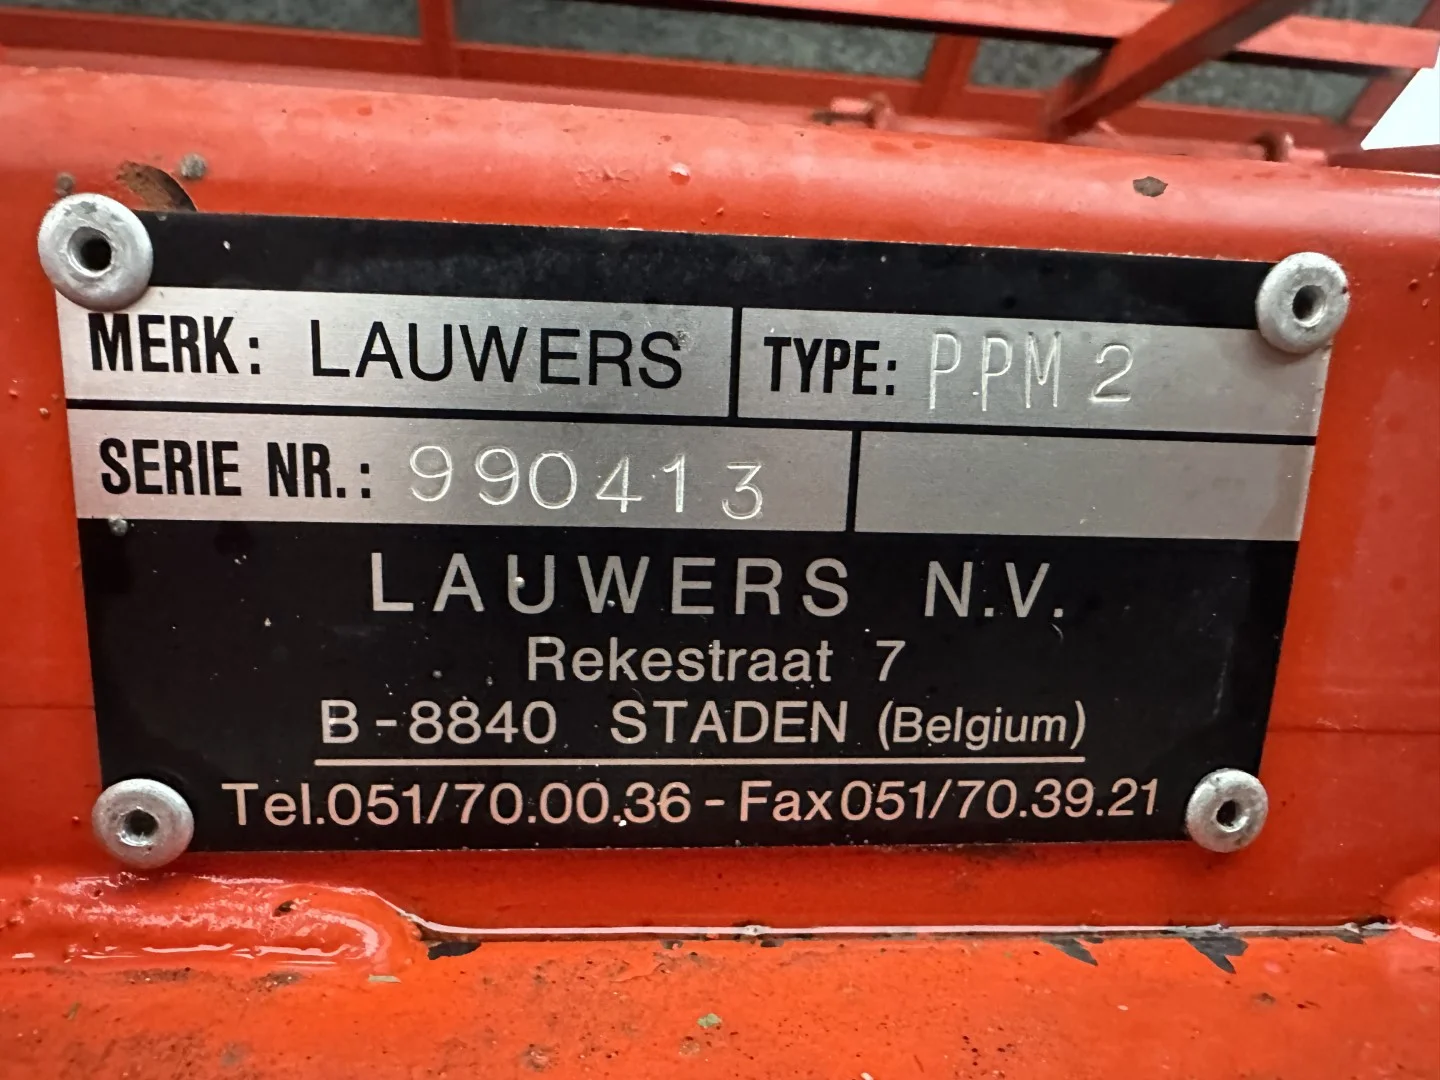 MERK: LAUWERS TYPE: PPM 2
SERIE NR.: 990413
LAUWERS N.V.
Rekestraat 7
B-8840 STADEN (Belgium)
Tel.051/70.00.36-Fax051/70.39.21